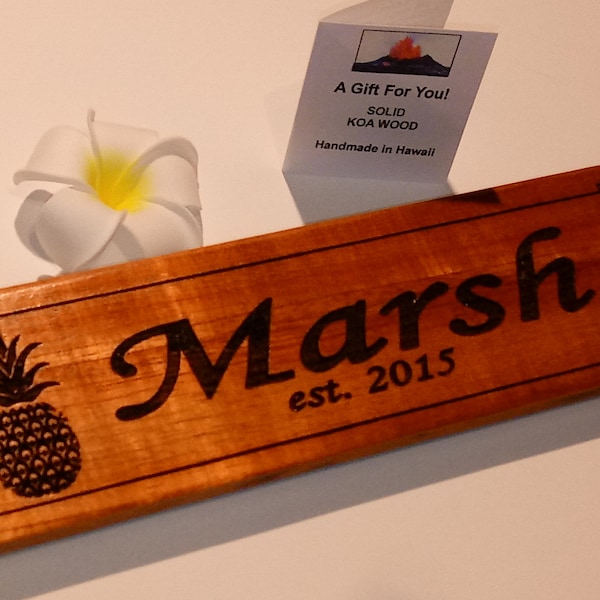 A Gift For You!
SOLID
KOA WOOD
Handmade in Hawaii
Marsh
est. 2015